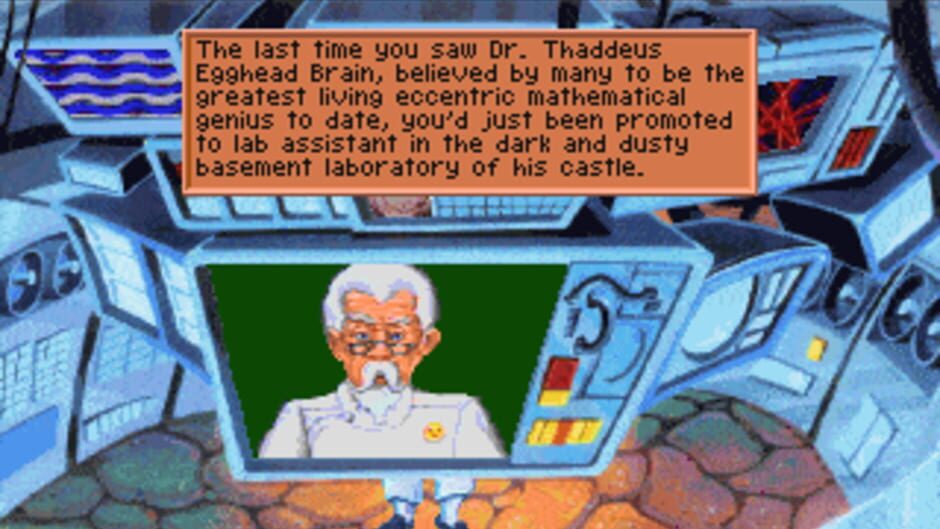 The last time you saw Dr. Thaddeus
Egghead Brain, believed by many to be the
greatest living eccentric mathematical
genius to date, you'd just been promoted
to lab assistant in the dark and dusty
basement laboratory of his castle.